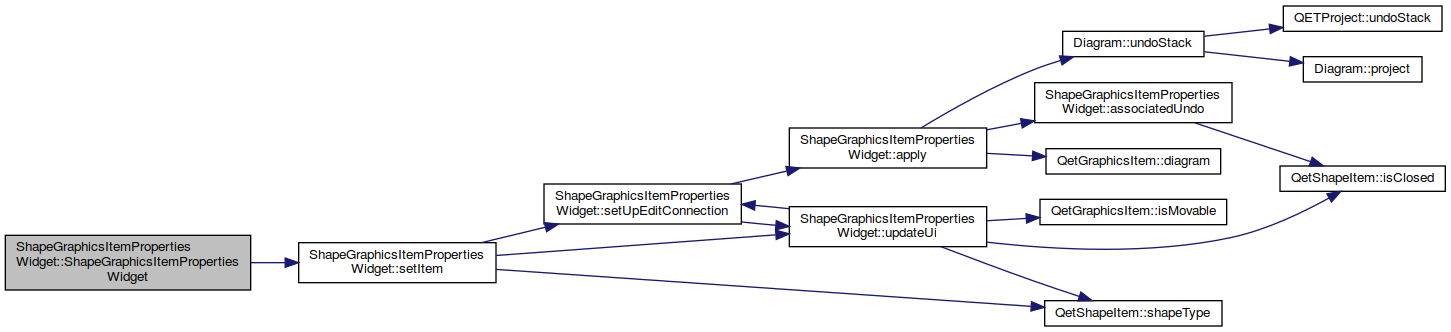 ShapeGraphicsItemProperties
Widget::ShapeGraphicsItemProperties
Widget
ShapeGraphicsItemProperties
Widget::setItem
ShapeGraphicsItemProperties
Widget::setUpEditConnection
ShapeGraphicsItemProperties
Widget::apply
ShapeGraphicsItemProperties
Widget::updateUi
Diagram::undoStack
ShapeGraphicsItemProperties
Widget::associatedUndo
QetGraphicsItem::diagram
QetGraphicsItem::isMovable
QetShapeItem::shapeType
QETProject::undoStack
Diagram::project
QetShapeItem::isClosed